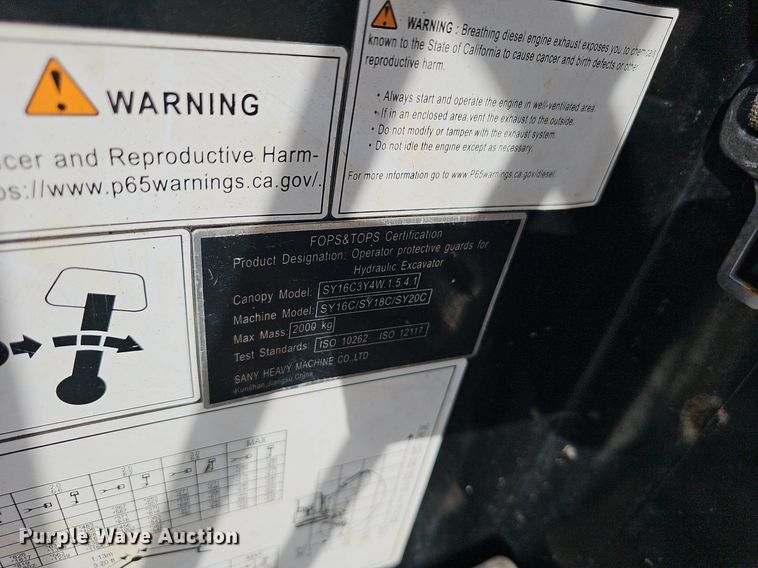 WARNING
cer and Reproductive Harm-
ps://www.p65warnings.ca.gov/.
WARNING : Breathing diesel engine exhaust exposes you to chemicals
known to the State of California to cause cancer and birth defects or other
reproductive harm.
• Always start and operate the engine in well-ventilated area.
• If in an enclosed area,vent the exhaust to the outside.
• Do not modify or tamper with the exhaust system.
• Do not idle the engine except as necessary.
For more information go to www.P65warnings.ca.gov/diesel.
FOPS&TOPS Certification
Product Designation: Operator protective guards for
Hydraulic Excavator
Canopy Model: SY16C3Y4W.1.5.4.1
Machine Model: SY16C/SY18C/SY20C
Max Mass: 2000 kg
Test Standards: ISO 10262 ISO 12117
SANY HEAVY MACHINE CO.,LTD
Kunshan,Jiangsu,China
MAX
Purple Wave Auction